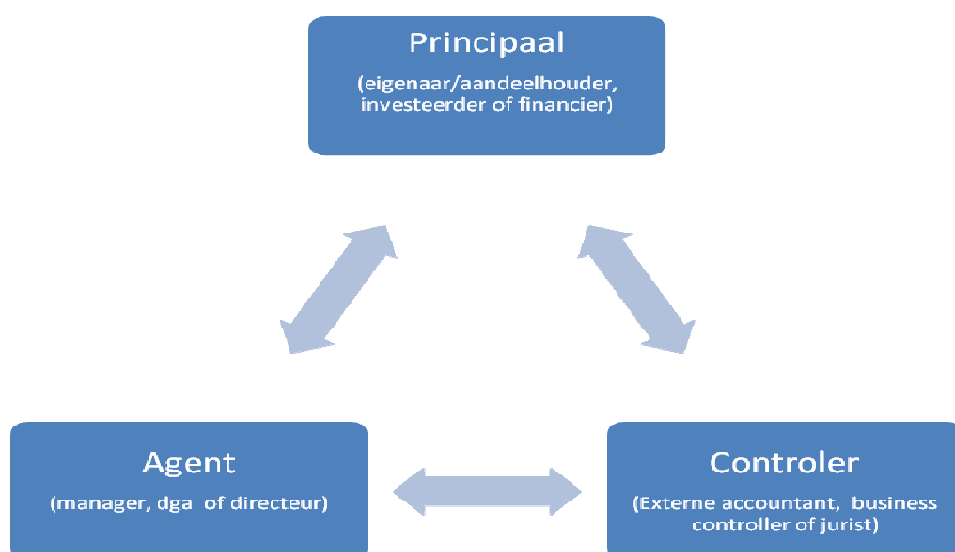 Principaal
(eigenaar/aandeelhouder,
investeerder of financier)
Agent
(manager, dga of directeur)
Controler
(Externe accountant, business
controller of jurist)